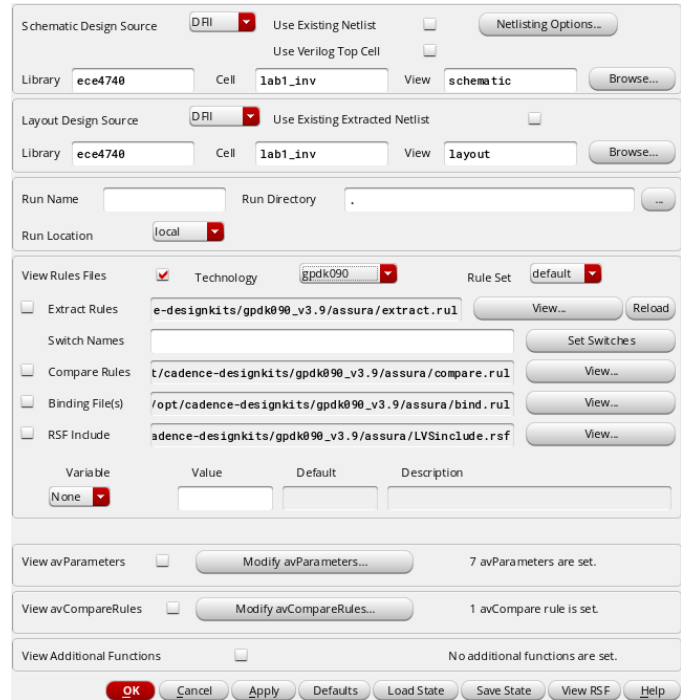 Schematic Design Source DFII Use Existing Netlist Netlisting Options...
Use Verilog Top Cell
Library ece4740 Cell lab1_inv View schematic Browse...
Layout Design Source DFII Use Existing Extracted Netlist
Library ece4740 Cell lab1_inv View layout Browse...
Run Name Run Directory . ...
Run Location local
View Rules Files Technology gpdk090 Rule Set default
Extract Rules e-designkits/gpdk090_v3.9/assura/extract.rul View... Reload
Switch Names Set Switches
Compare Rules t/cadence-designkits/gpdk090_v3.9/assura/compare.rul View...
Binding File(s) /opt/cadence-designkits/gpdk090_v3.9/assura/bind.rul View...
RSF Include adence-designkits/gpdk090_v3.9/assura/LVSinclude.rsf View...
Variable Value Default Description
None
View avParameters Modify avParameters... 7 avParameters are set.
View avCompareRules Modify avCompareRules... 1 avCompare rule is set.
View Additional Functions No additional functions are set.
OK Cancel Apply Defaults Load State Save State View RSF Help